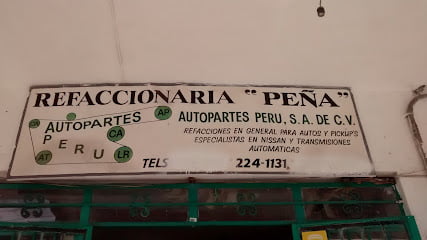 REFACCIONARIA "PEÑA"
AUTOPARTES PERU, S.A. DE C.V.
REFACCIONES EN GENERAL PARA AUTOS Y PICKUP'S
ESPECIALISTAS EN NISSAN Y TRANSMISIONES
AUTOMATICAS
TELS 224-1131
AP
AUTOPARTES
P
CA
PERU
AT
LR